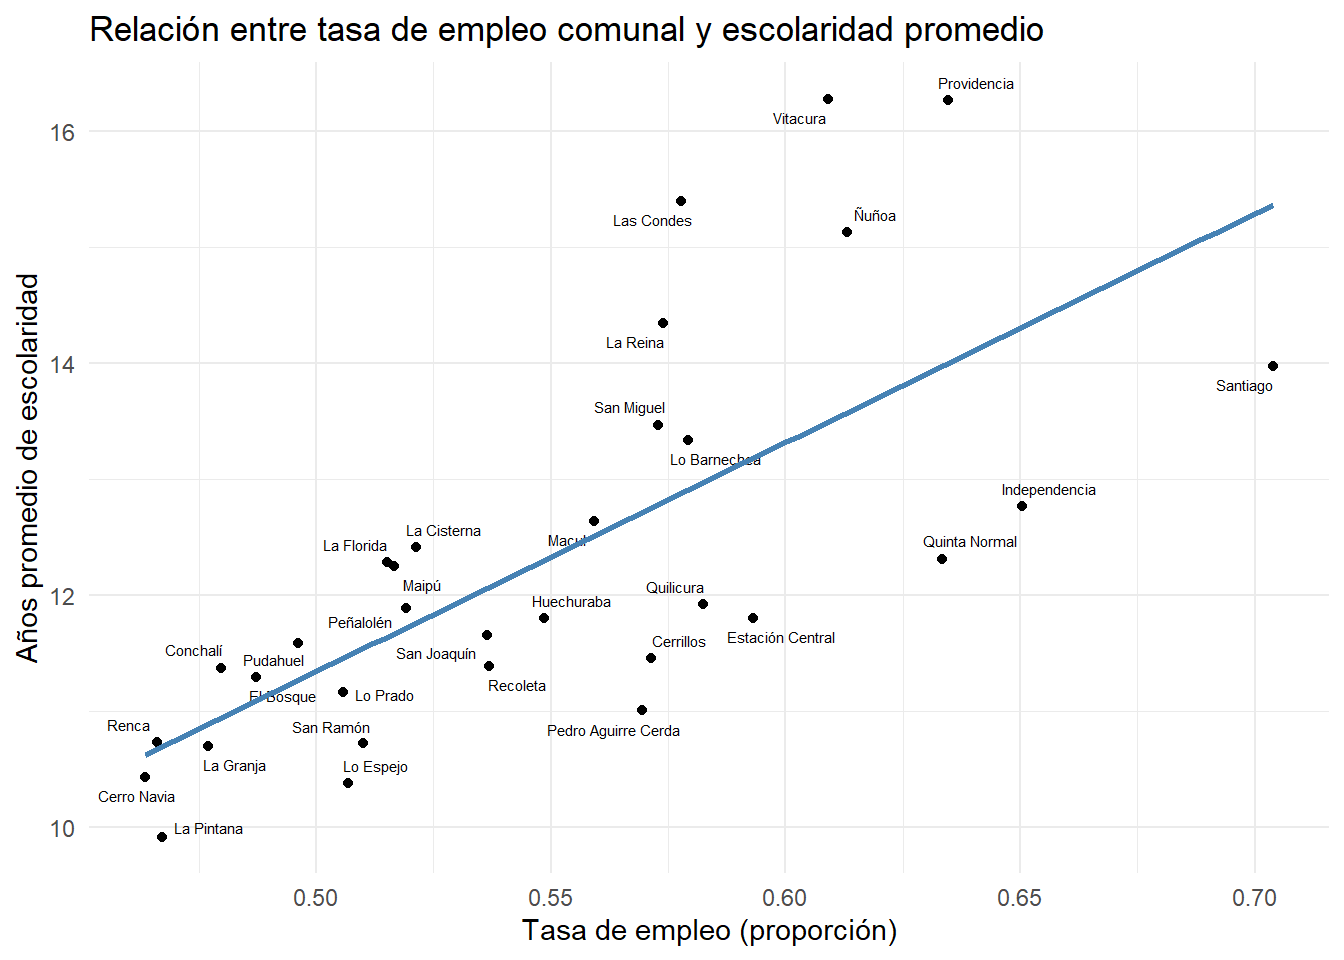 Relación entre tasa de empleo comunal y escolaridad promedio
Providencia
Vitacura
16
Ñuñoa
Las Condes
La Reina
14
Santiago
San Miguel
Lo Barnechea
Independencia
Quinta Normal
La Cisterna
La Florida
Macul
Maipú
Quilicura
12
Huechuraba
Peñalolén
Estación Central
Cerrillos
Conchalí
Pudahuel
San Joaquín
Recoleta
El Bosque
Lo Prado
Renca
San Ramón
Pedro Aguirre Cerda
La Granja
Lo Espejo
Cerro Navia
La Pintana
10
Años promedio de escolaridad
0.50 0.55 0.60 0.65 0.70
Tasa de empleo (proporción)